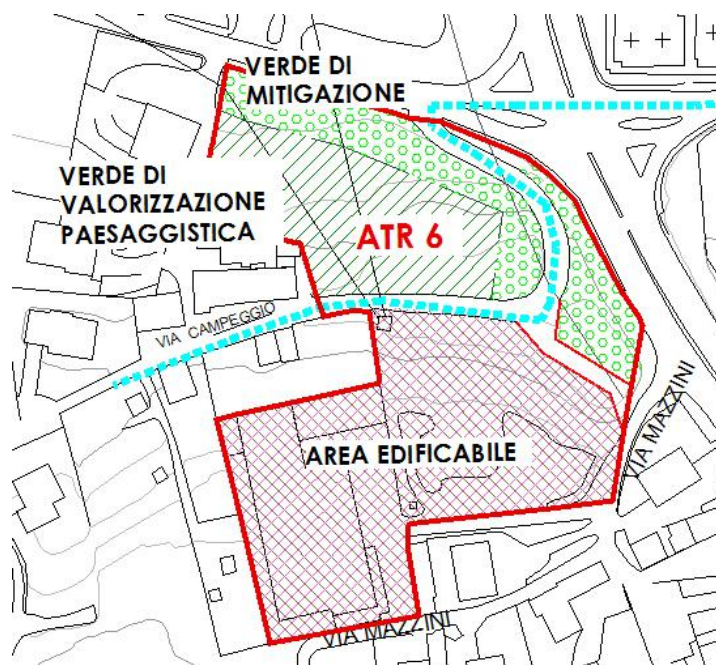 VERDE DI
MITIGAZIONE
VERDE DI
VALORIZZAZIONE
PAESAGGISTICA
ATR 6
VIA CAMPEGGIO
VIA MAZZINI
AREA EDIFICABILE
VIA MAZZINI